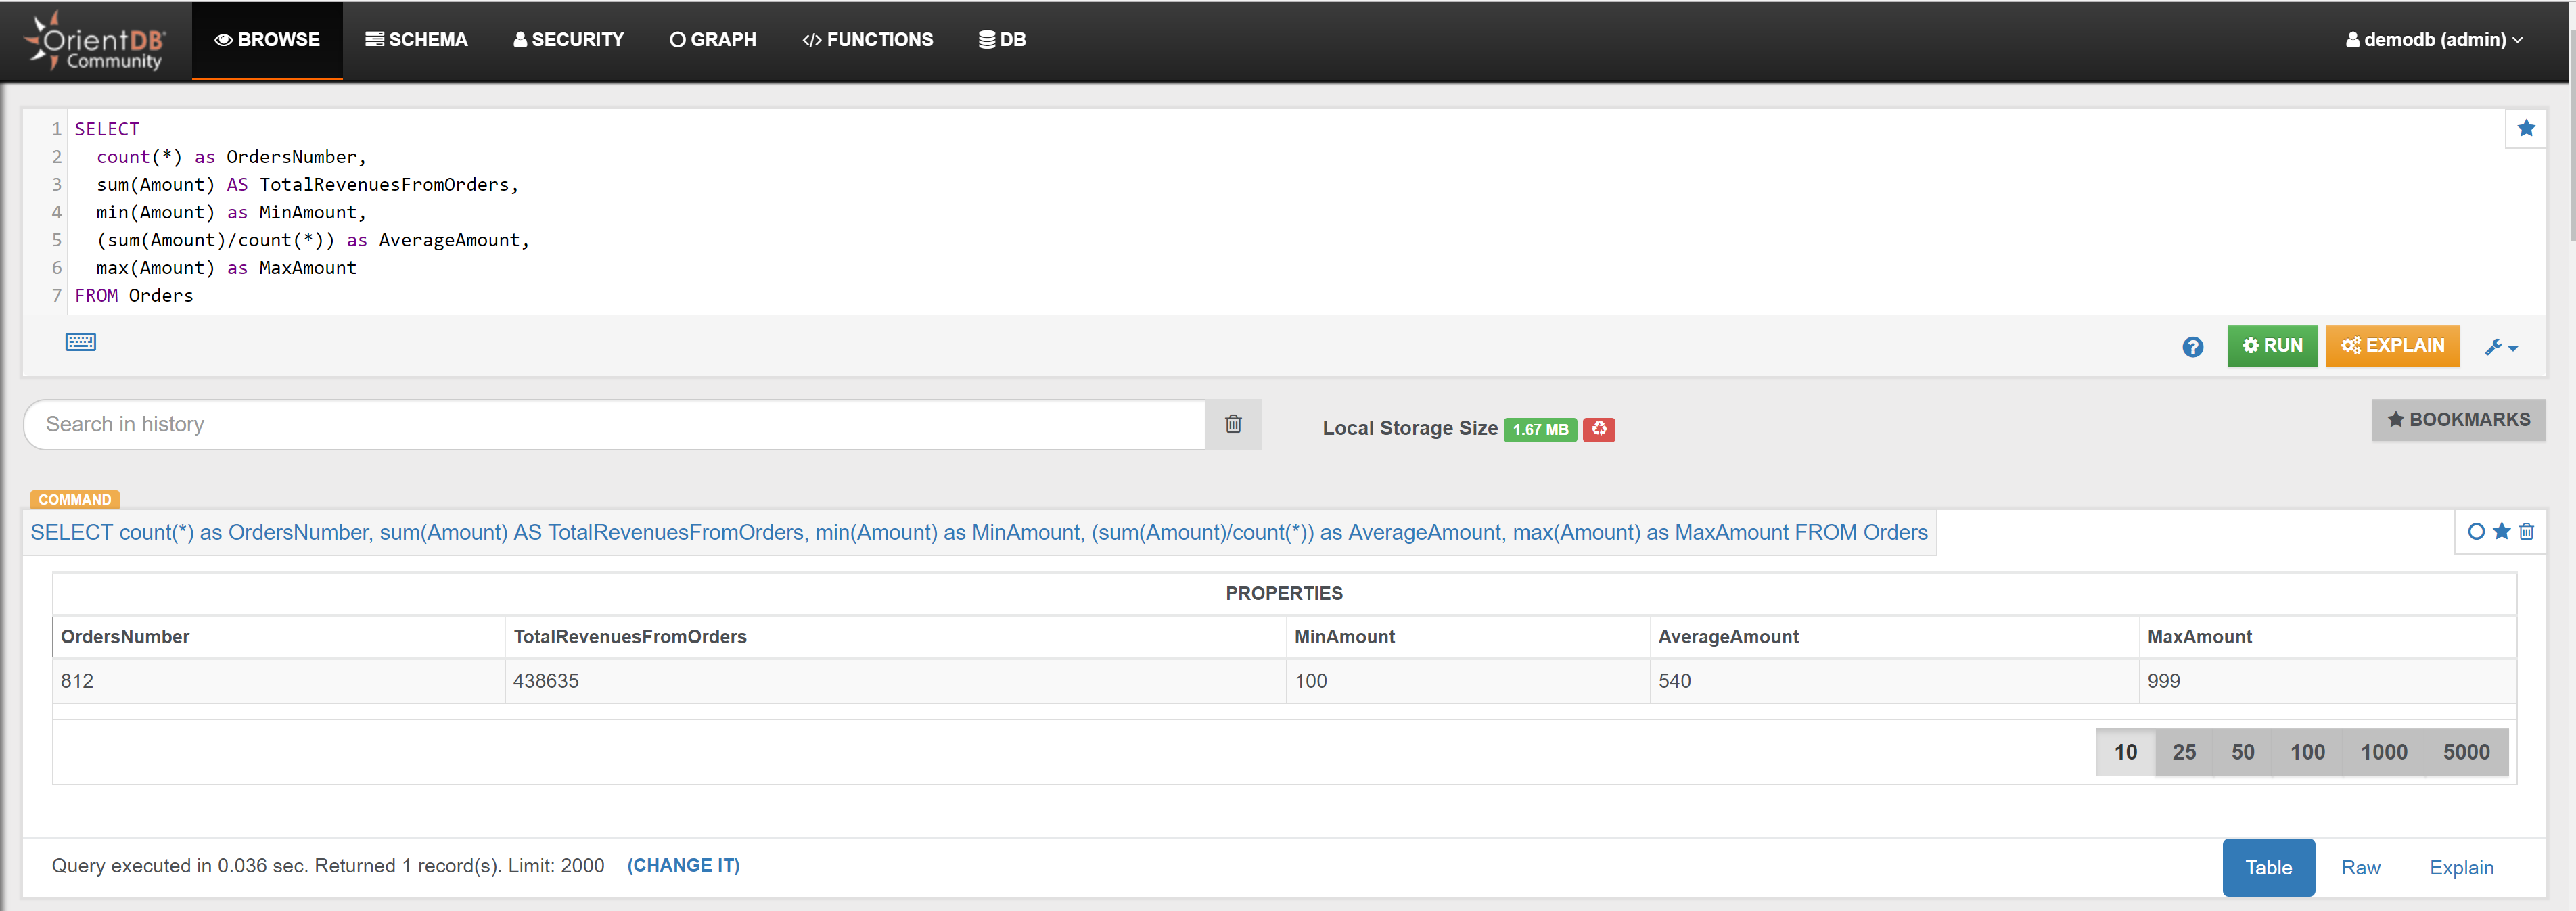 OrientDB Community BROWSE SCHEMA SECURITY GRAPH </> FUNCTIONS DB demodb (admin)
1 SELECT
2 count(*) as OrdersNumber,
3 sum(Amount) AS TotalRevenuesFromOrders,
4 min(Amount) as MinAmount,
5 (sum(Amount)/count(*)) as AverageAmount,
6 max(Amount) as MaxAmount
7 FROM Orders
? RUN EXPLAIN
Search in history Local Storage Size 1.67 MB BOOKMARKS
COMMAND
SELECT count(*) as OrdersNumber, sum(Amount) AS TotalRevenuesFromOrders, min(Amount) as MinAmount, (sum(Amount)/count(*)) as AverageAmount, max(Amount) as MaxAmount FROM Orders
PROPERTIES
OrdersNumber TotalRevenuesFromOrders MinAmount AverageAmount MaxAmount
812 438635 100 540 999
10 25 50 100 1000 5000
Query executed in 0.036 sec. Returned 1 record(s). Limit: 2000 (CHANGE IT) Table Raw Explain